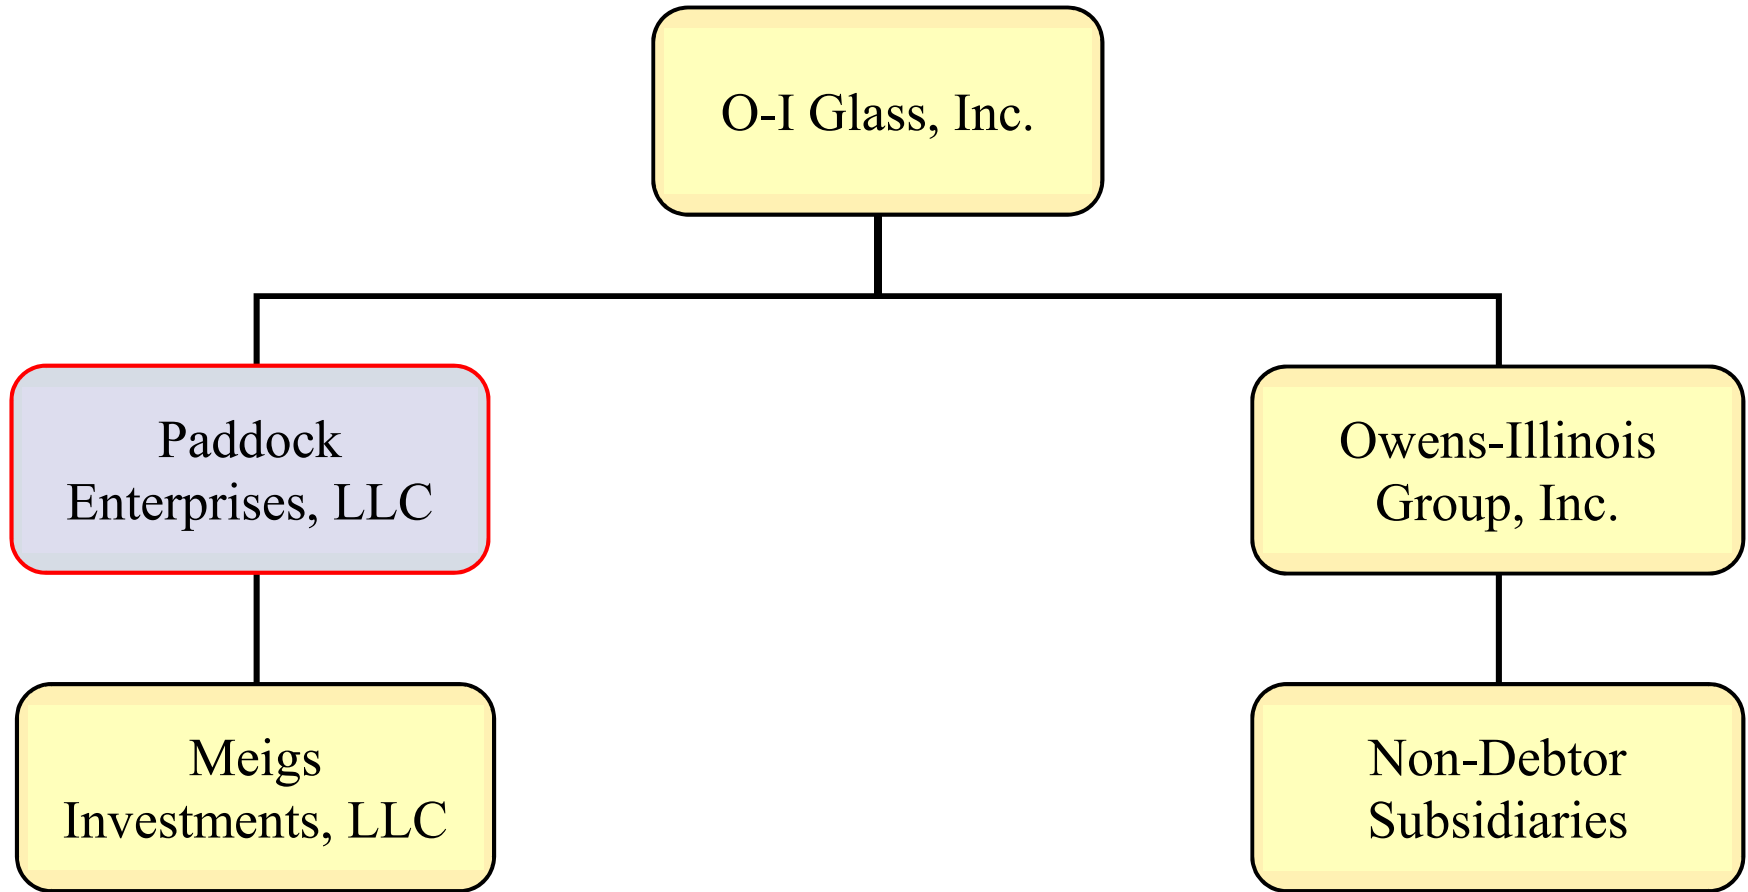 O-I Glass, Inc.
Paddock
Enterprises, LLC
Owens-Illinois
Group, Inc.
Meigs
Investments, LLC
Non-Debtor
Subsidiaries